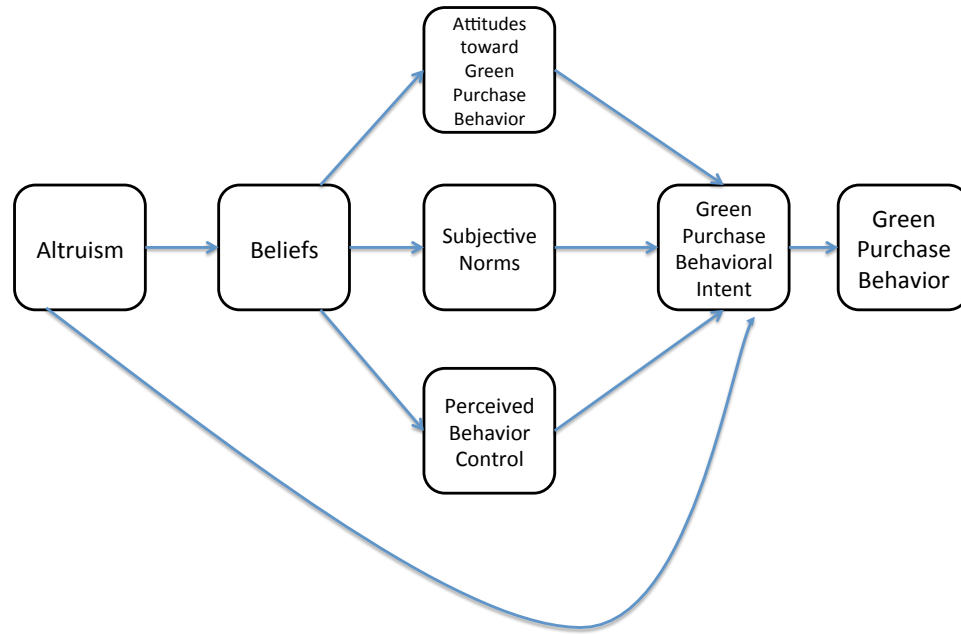 Attitudes
toward
Green
Purchase
Behavior
Altruism
Beliefs
Subjective
Norms
Green
Purchase
Behavioral
Intent
Green
Purchase
Behavior
Perceived
Behavior
Control